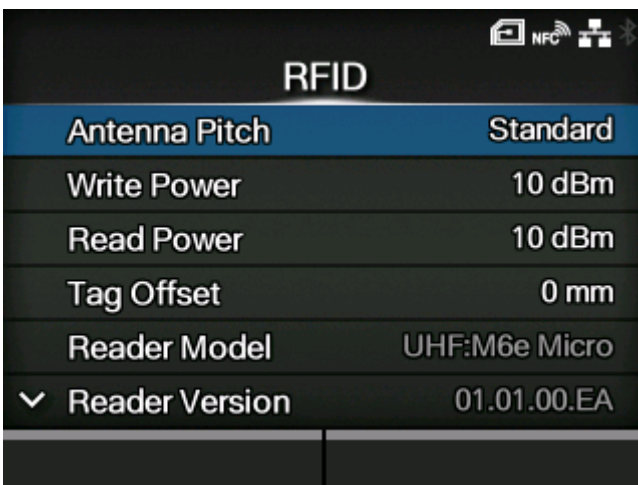 NFC
RFID
Antenna Pitch Standard
Write Power 10 dBm
Read Power 10 dBm
Tag Offset 0 mm
Reader Model UHF:M6e Micro
Reader Version 01.01.00.EA